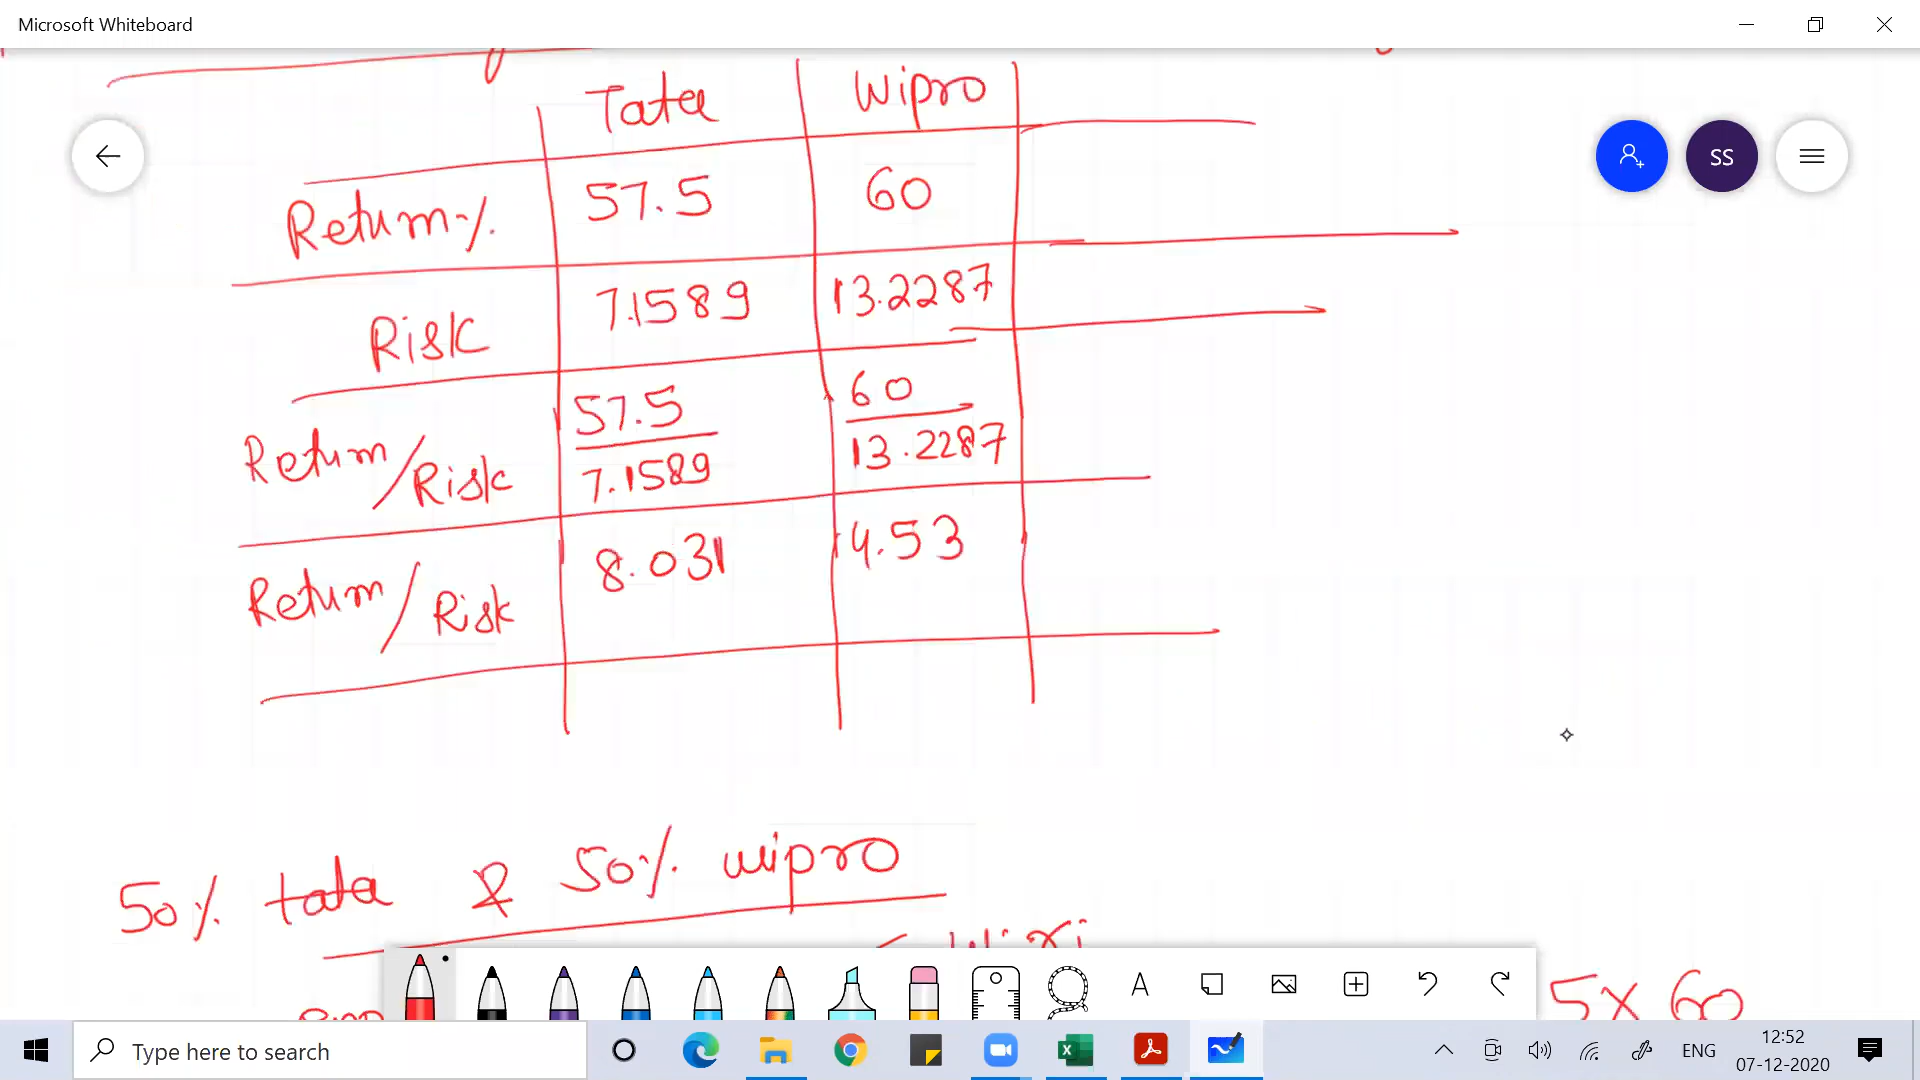 Microsoft Whiteboard
Tata Wipro
Return% 57.5 60
Risk 7.1589 13.2287
Return/Risk 57.5/7.1589 60/13.2287
Return/Risk 8.031 4.53
50% tata & 50% wipro
5 x 60
SS
A
Type here to search
ENG
12:52
07-12-2020